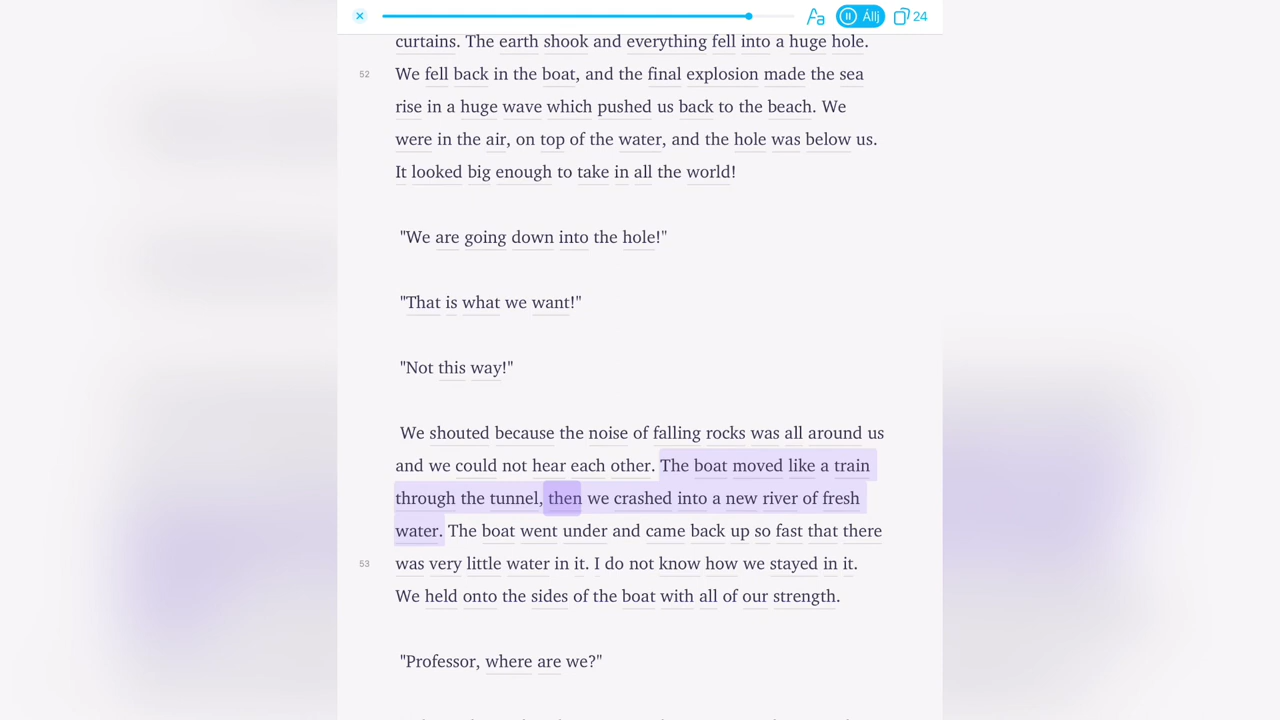 Aa
Állj
24
curtains. The earth shook and everything fell into a huge hole.
52
We fell back in the boat, and the final explosion made the sea
rise in a huge wave which pushed us back to the beach. We
were in the air, on top of the water, and the hole was below us.
It looked big enough to take in all the world!
"We are going down into the hole!"
"That is what we want!"
"Not this way!"
We shouted because the noise of falling rocks was all around us
and we could not hear each other. The boat moved like a train
through the tunnel, then we crashed into a new river of fresh
water. The boat went under and came back up so fast that there
53
was very little water in it. I do not know how we stayed in it.
We held onto the sides of the boat with all of our strength.
"Professor, where are we?"